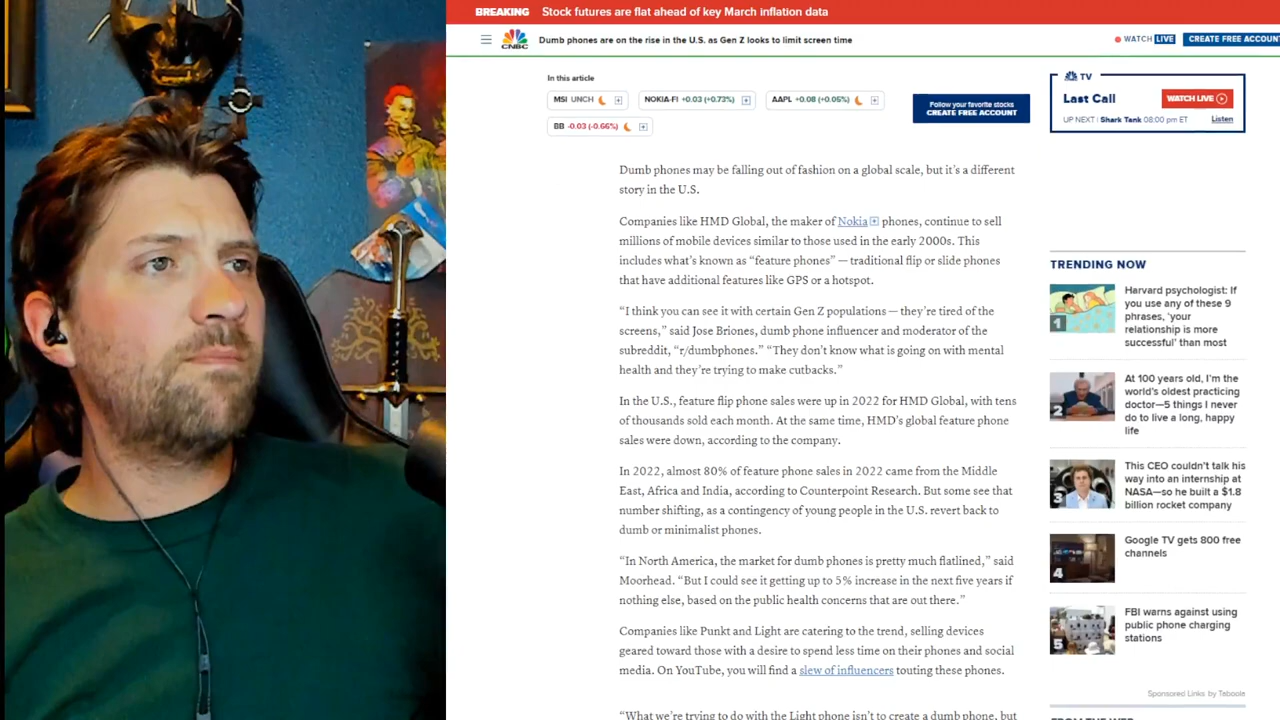 BREAKING Stock futures are flat ahead of key March inflation data
CNBC
Dumb phones are on the rise in the U.S. as Gen Z looks to limit screen time
WATCH LIVE
CREATE FREE ACCOUNT
In this article
MSI UNCH
NOKIA-FI +0.03 (+0.73%)
AAPL +0.08 (+0.05%)
BB -0.03 (-0.66%)
Follow your favorite stocks
CREATE FREE ACCOUNT
TV
Last Call
WATCH LIVE
UP NEXT | Shark Tank 08:00 pm ET
Listen
Dumb phones may be falling out of fashion on a global scale, but it’s a different
story in the U.S.
Companies like HMD Global, the maker of Nokia phones, continue to sell
millions of mobile devices similar to those used in the early 2000s. This
includes what’s known as “feature phones” — traditional flip or slide phones
that have additional features like GPS or a hotspot.
“I think you can see it with certain Gen Z populations — they’re tired of the
screens,” said Jose Briones, dumb phone influencer and moderator of the
subreddit, “r/dumbphones.” “They don’t know what is going on with mental
health and they’re trying to make cutbacks.”
In the U.S., feature flip phone sales were up in 2022 for HMD Global, with tens
of thousands sold each month. At the same time, HMD’s global feature phone
sales were down, according to the company.
In 2022, almost 80% of feature phone sales in 2022 came from the Middle
East, Africa and India, according to Counterpoint Research. But some see that
number shifting, as a contingency of young people in the U.S. revert back to
dumb or minimalist phones.
“In North America, the market for dumb phones is pretty much flatlined,” said
Moorhead. “But I could see it getting up to 5% increase in the next five years if
nothing else, based on the public health concerns that are out there.”
Companies like Punkt and Light are catering to the trend, selling devices
geared toward those with a desire to spend less time on their phones and social
media. On YouTube, you will find a slew of influencers touting these phones.
“What we’re trying to do with the Light phone isn’t to create a dumb phone, but
TRENDING NOW
1
Harvard psychologist: If
you use any of these 9
phrases, ‘your
relationship is more
successful’ than most
2
At 100 years old, I’m the
world’s oldest practicing
doctor—5 things I never
do to live a long, happy
life
3
This CEO couldn’t talk his
way into an internship at
NASA—so he built a $1.8
billion rocket company
4
Google TV gets 800 free
channels
5
FBI warns against using
public phone charging
stations
Sponsored Links by Taboola
FROM THE WEB